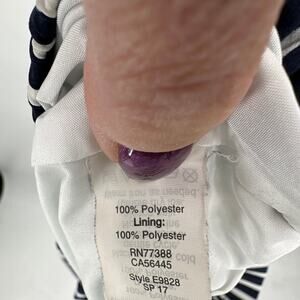 100% Polyester
Lining:
100% Polyester
RN77388
CA56445
Style E9828
SP 17